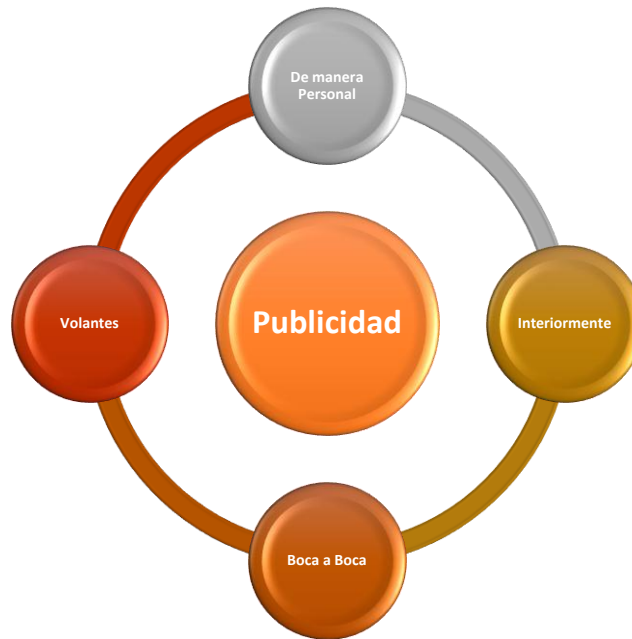 De manera
Personal
Volantes
Publicidad
Interiormente
Boca a Boca